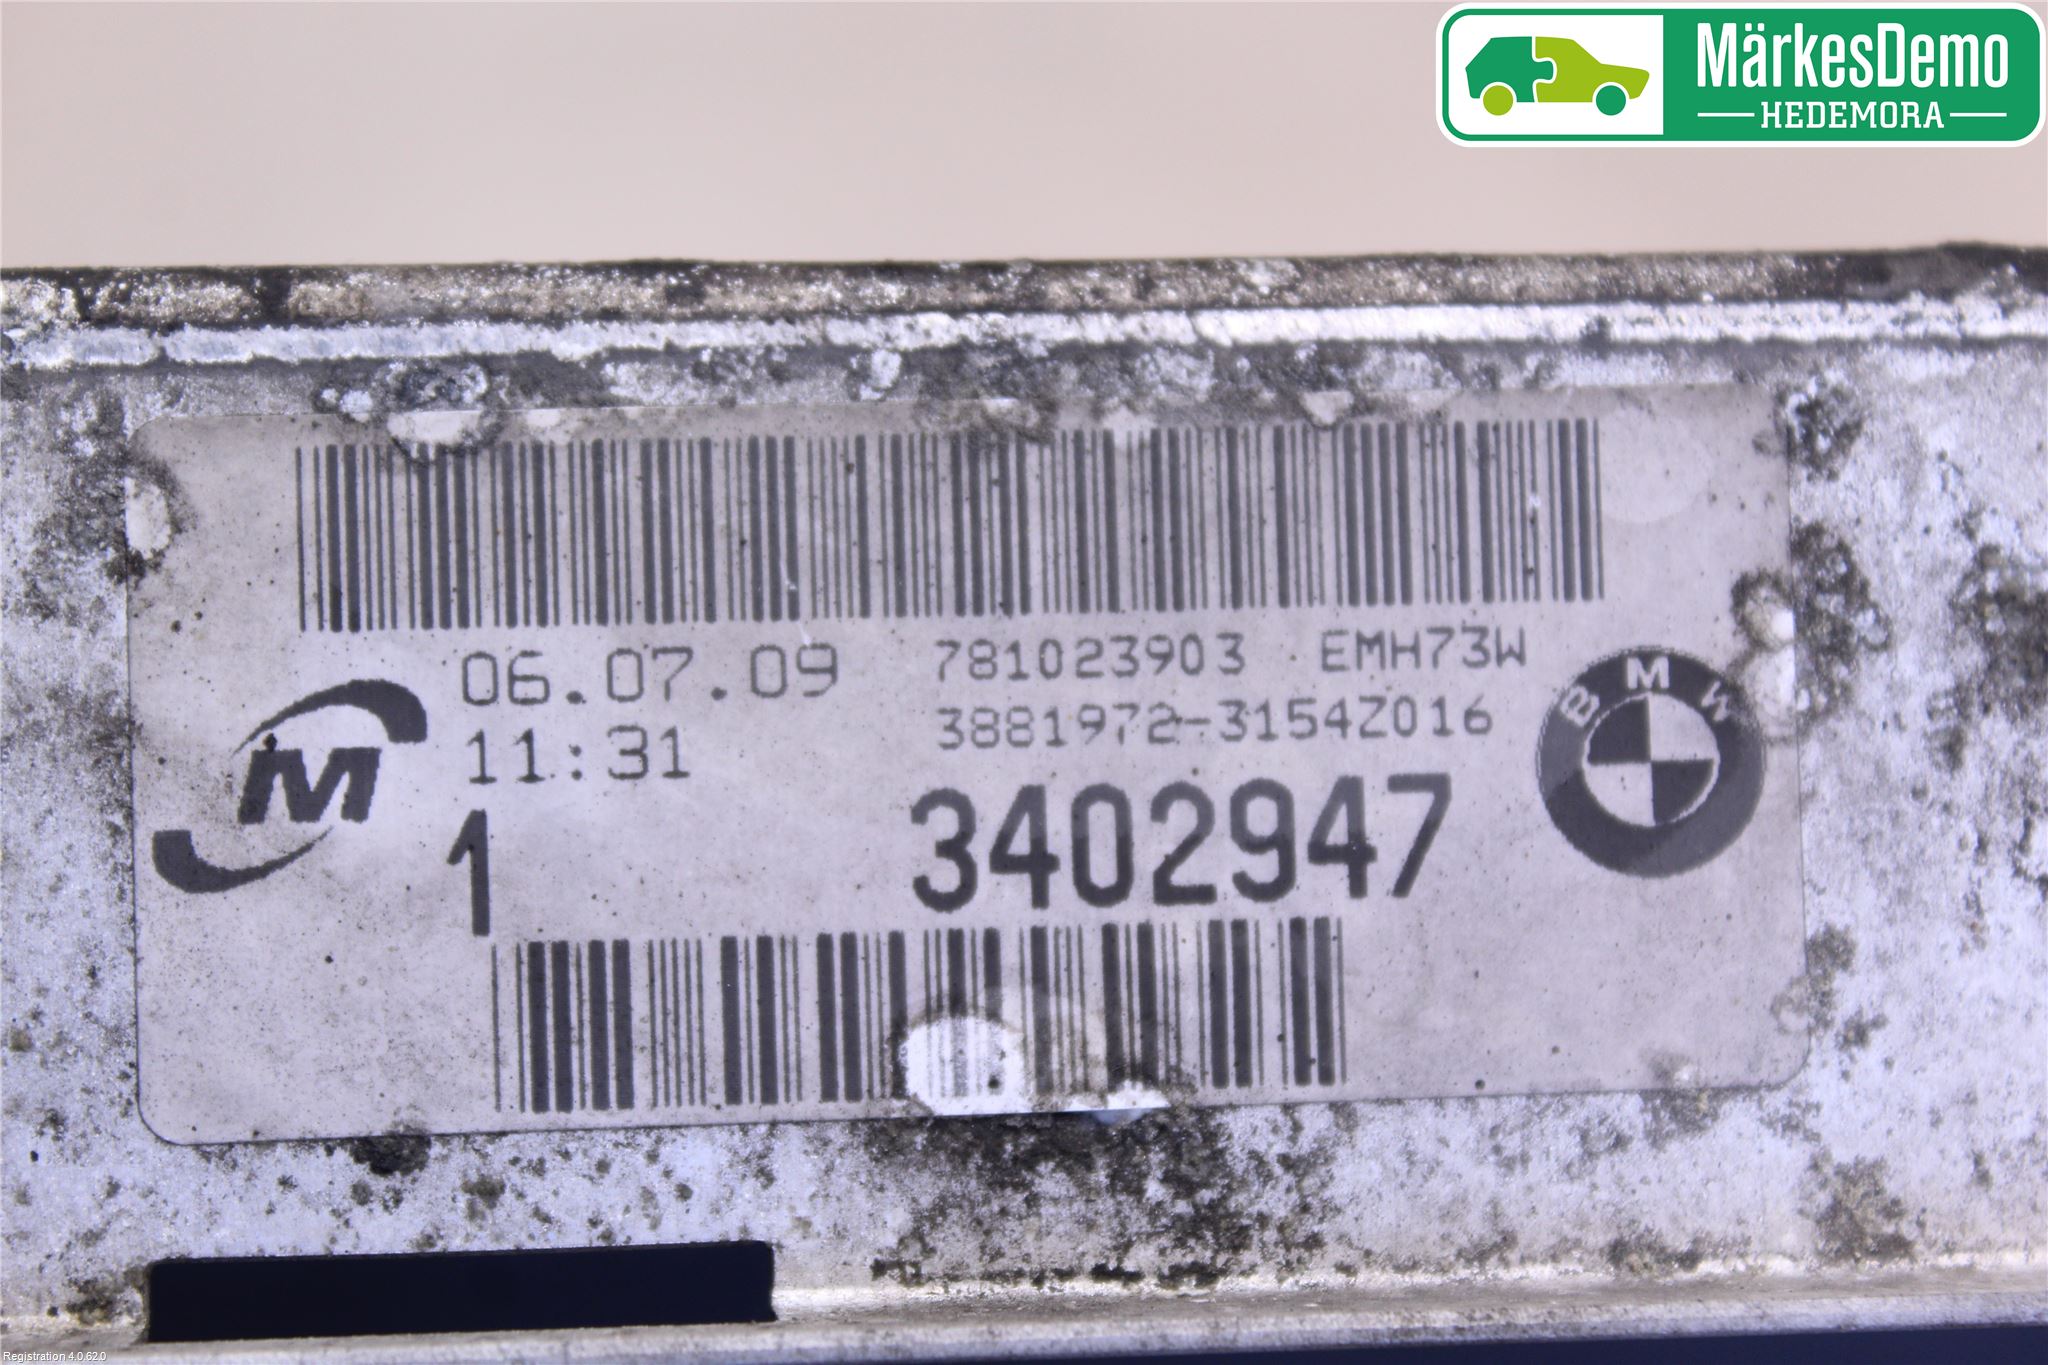 MärkesDemo
HEDEMORA
06.07.09 781023903 EMH73W
11:31 3881972-3154Z016
1 3402947
M
BMW
Registration 4.0.62.0